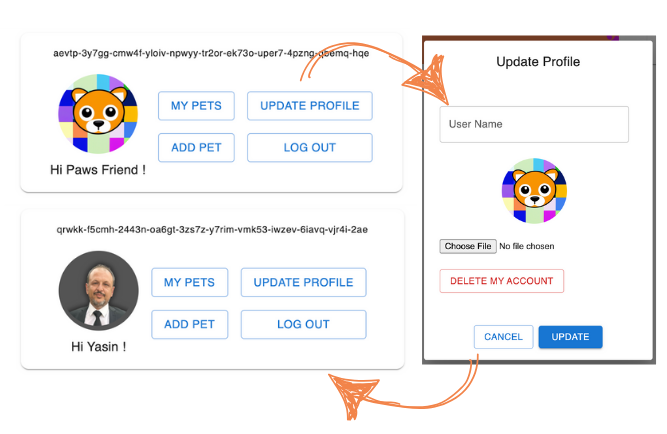 aevtp-3y7gg-cmw4f-yloiv-npwyy-tr2or-ek73o-uper7-4pzng-qbemq-hqe
MY PETS
UPDATE PROFILE
ADD PET
LOG OUT
Hi Paws Friend !
qrwkk-f5cmh-2443n-oa6gt-3zs7z-y7rim-vmk53-iwzev-6iavq-vjr4i-2ae
MY PETS
UPDATE PROFILE
ADD PET
LOG OUT
Hi Yasin !
Update Profile
User Name
Choose File No file chosen
DELETE MY ACCOUNT
CANCEL
UPDATE